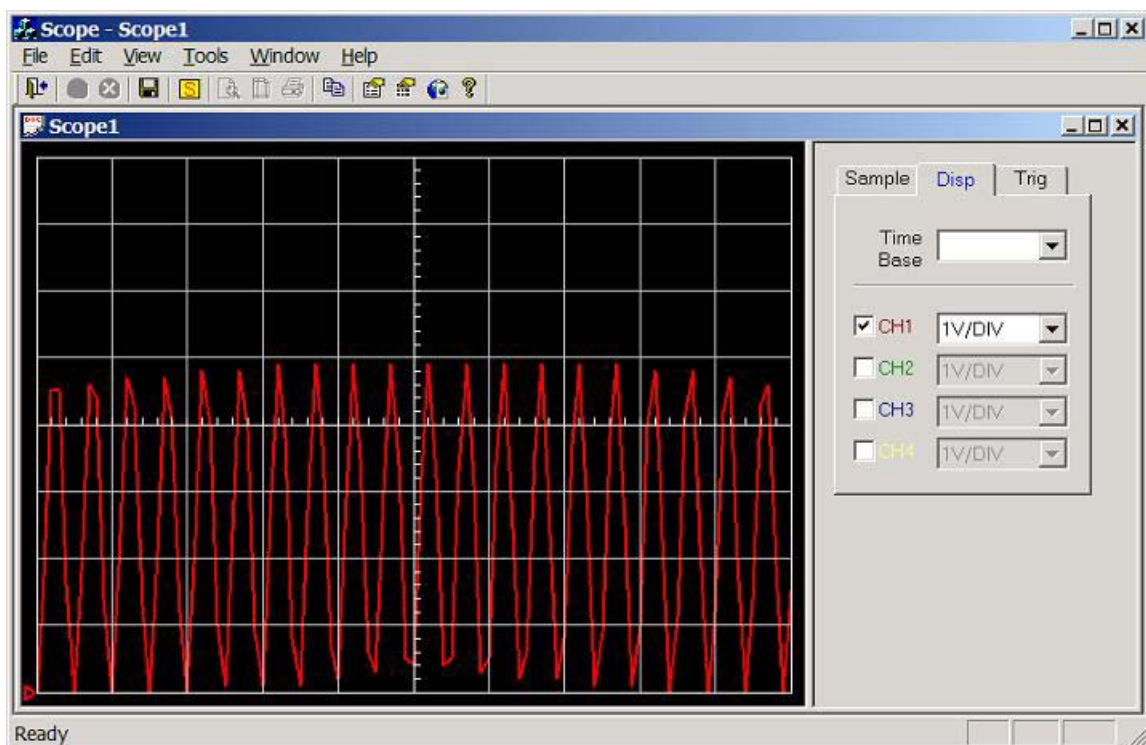 Scope - Scope1
File Edit View Tools Window Help
Scope1
Sample Disp Trig
Time
Base
CH1 1V/DIV
CH2 1V/DIV
CH3 1V/DIV
CH4 1V/DIV
Ready